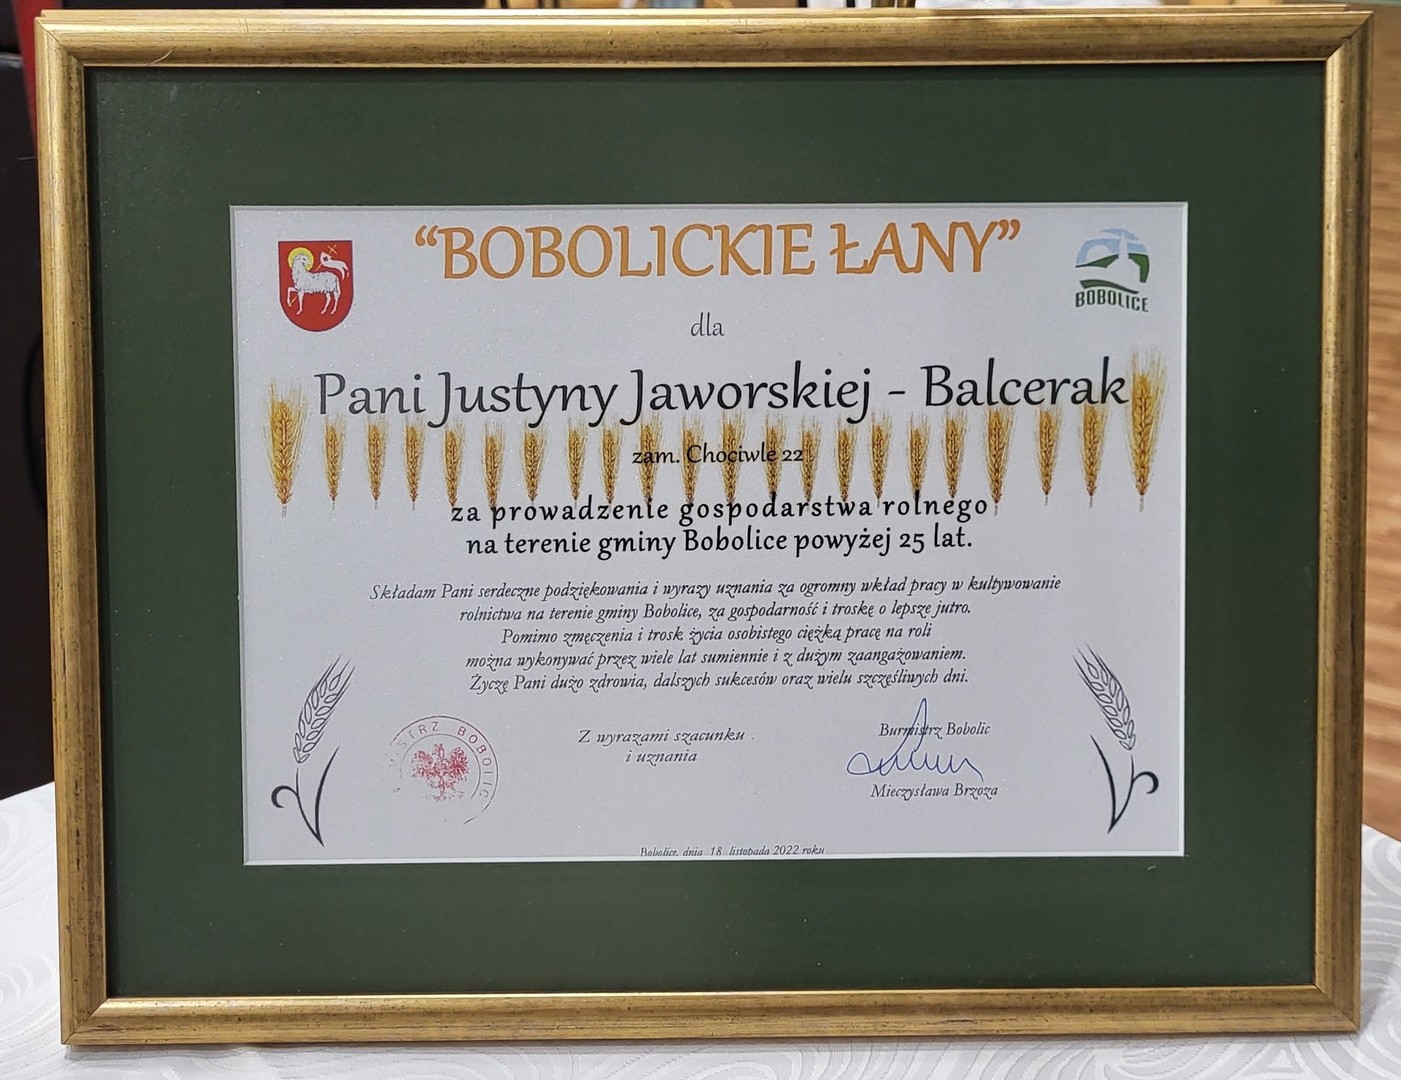 “BOBOLICKIE ŁANY”
BOBOLICE
dla
Pani Justyny Jaworskiej - Balcerak
zam. Chociwle 22
za prowadzenie gospodarstwa rolnego
na terenie gminy Bobolice powyżej 25 lat.
Składam Pani serdeczne podziękowania i wyrazy uznania za ogromny wkład pracy w kultywowanie
rolnictwa na terenie gminy Bobolice, za gospodarność i troskę o lepsze jutro.
Pomimo zmęczenia i trosk życia osobistego ciężką pracę na roli
można wykonywać przez wiele lat sumiennie i z dużym zaangażowaniem.
Życzę Pani dużo zdrowia, dalszych sukcesów oraz wielu szczęśliwych dni.
Z wyrazami szacunku
i uznania
Burmistrz Bobolic
Mieczysława Brzoza
Bobolice, dnia 18 listopada 2022 roku